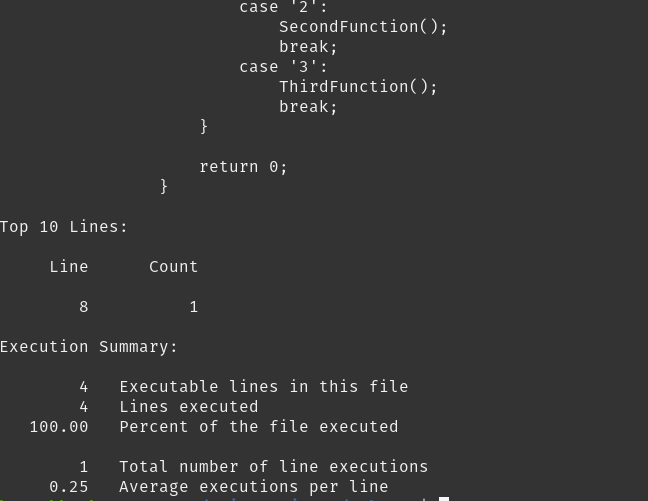 case '2':
SecondFunction();
break;
case '3':
ThirdFunction();
break;
}
return 0;
}
Top 10 Lines:
Line Count
8 1
Execution Summary:
4 Executable lines in this file
4 Lines executed
100.00 Percent of the file executed
1 Total number of line executions
0.25 Average executions per line